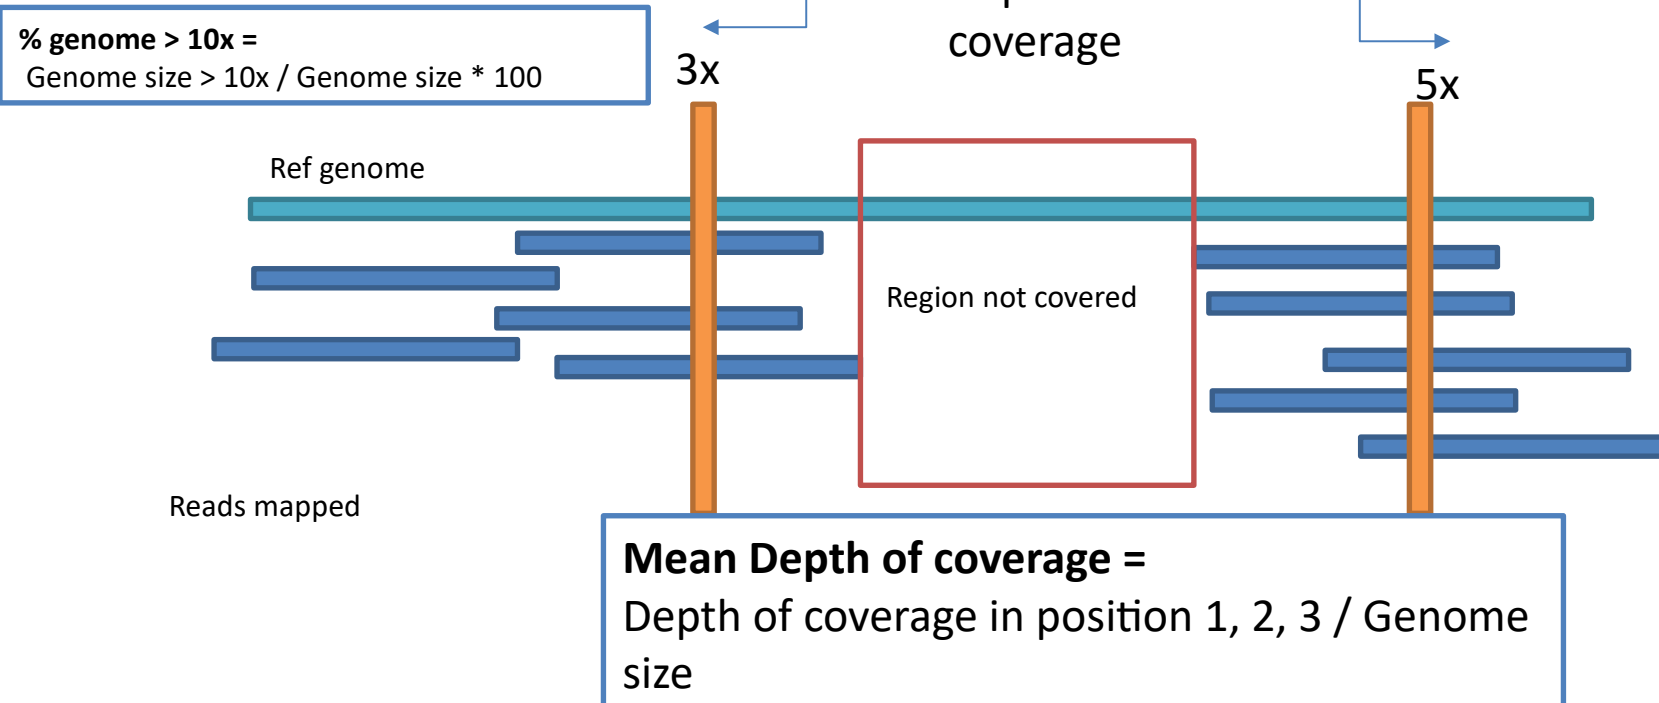 % genome > 10x =
Genome size > 10x / Genome size * 100
coverage
3x
5x
Ref genome
Region not covered
Reads mapped
Mean Depth of coverage =
Depth of coverage in position 1, 2, 3 / Genome
size